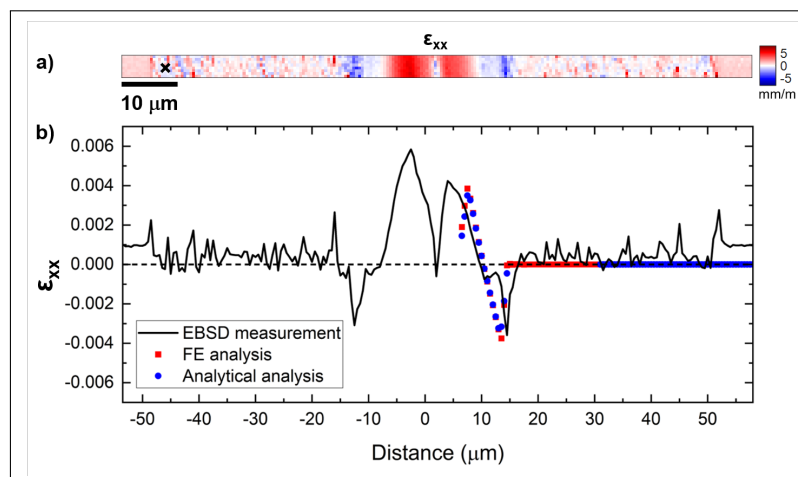 ε_xx
a)
5
0
-5
mm/m
10 μm
b)
0.006
0.004
0.002
0.000
-0.002
-0.004
-0.006
ε_xx
EBSD measurement
FE analysis
Analytical analysis
-50 -40 -30 -20 -10 0 10 20 30 40 50
Distance (μm)